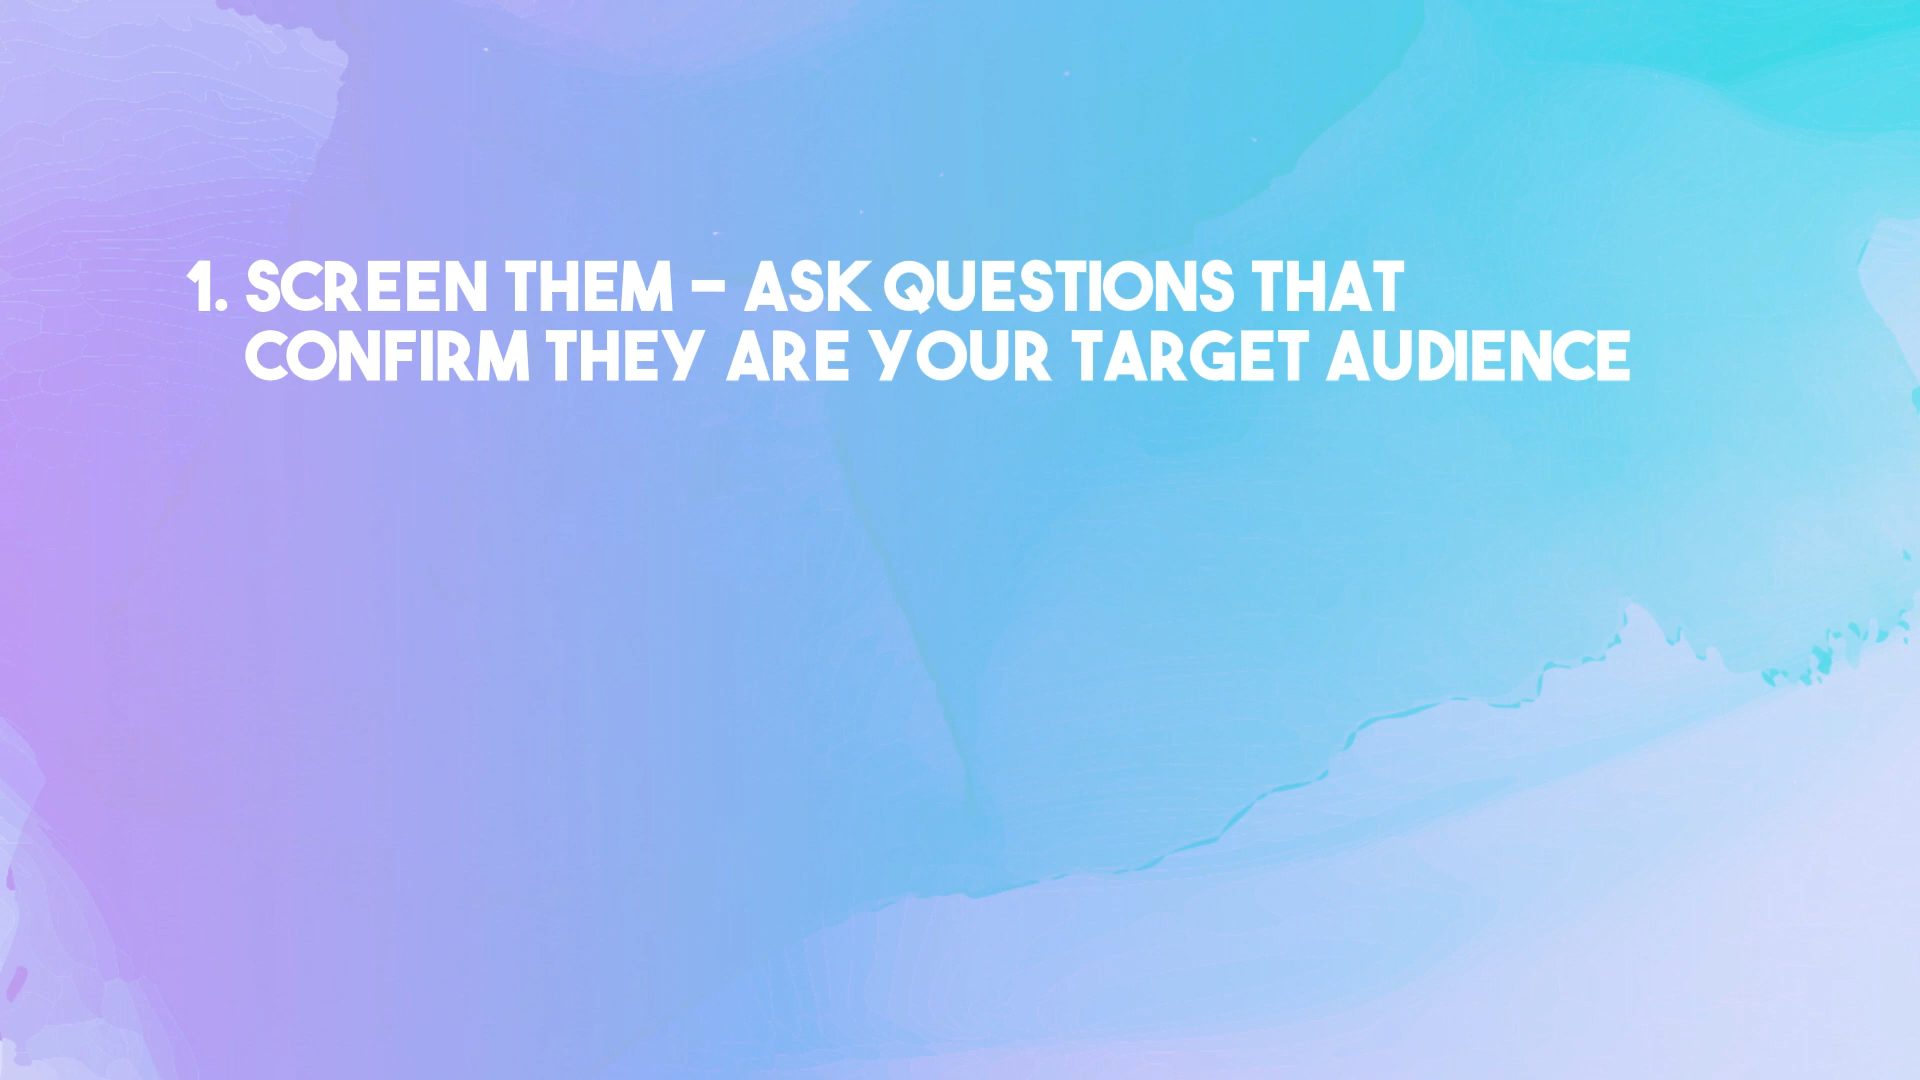 1. SCREEN THEM – ASK QUESTIONS THAT
CONFIRM THEY ARE YOUR TARGET AUDIENCE